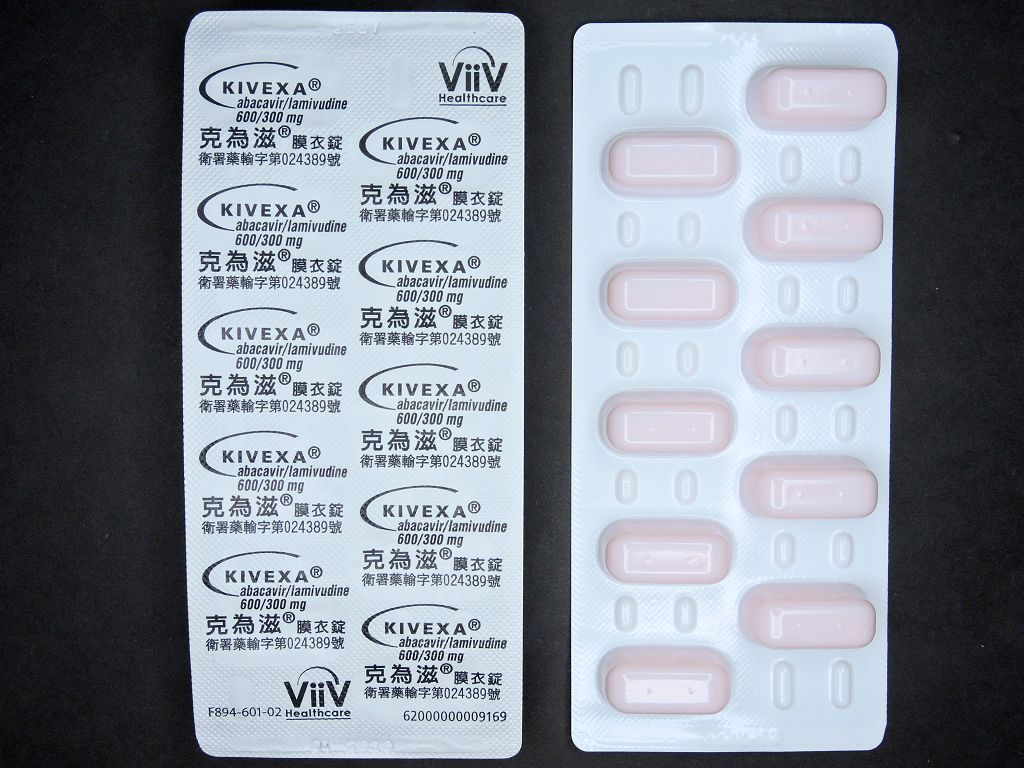 ViiV
Healthcare
KIVEXA®
abacavir/lamivudine
600/300 mg
克為滋®膜衣錠
衛署藥輸字第024389號
KIVEXA®
abacavir/lamivudine
600/300 mg
克為滋®膜衣錠
衛署藥輸字第024389號
KIVEXA®
abacavir/lamivudine
600/300 mg
克為滋®膜衣錠
衛署藥輸字第024389號
KIVEXA®
abacavir/lamivudine
600/300 mg
克為滋®膜衣錠
衛署藥輸字第024389號
KIVEXA®
abacavir/lamivudine
600/300 mg
克為滋®膜衣錠
衛署藥輸字第024389號
KIVEXA®
abacavir/lamivudine
600/300 mg
克為滋®膜衣錠
衛署藥輸字第024389號
KIVEXA®
abacavir/lamivudine
600/300 mg
克為滋®膜衣錠
衛署藥輸字第024389號
KIVEXA®
abacavir/lamivudine
600/300 mg
克為滋®膜衣錠
衛署藥輸字第024389號
KIVEXA®
abacavir/lamivudine
600/300 mg
克為滋®膜衣錠
衛署藥輸字第024389號
KIVEXA®
abacavir/lamivudine
600/300 mg
克為滋®膜衣錠
衛署藥輸字第024389號
ViiV
Healthcare
F894-601-02
62000000009169